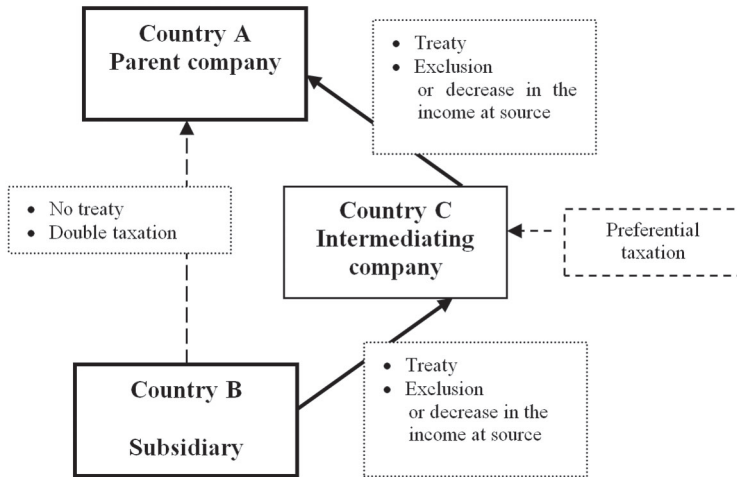 Country A
Parent company
• Treaty
• Exclusion
or decrease in the
income at source
• No treaty
• Double taxation
Country C
Intermediating
company
Preferential
taxation
Country B
Subsidiary
• Treaty
• Exclusion
or decrease in the
income at source